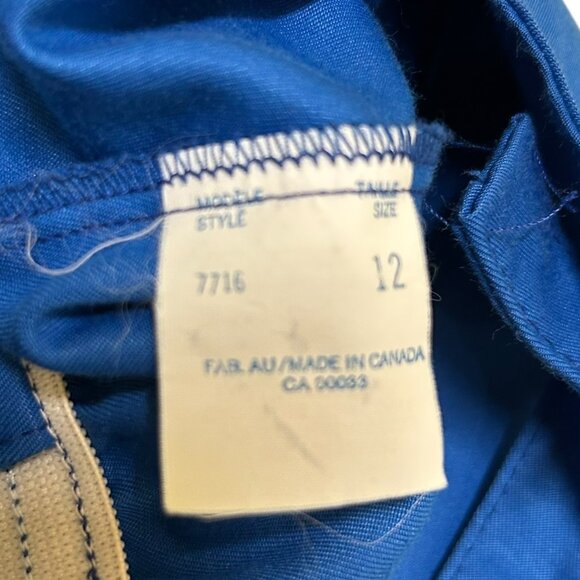 MODÈLE TAILLE
STYLE SIZE
7716 12
FAB. AU/MADE IN CANADA
CA 00033